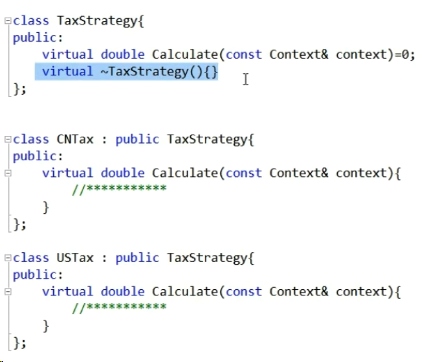 class TaxStrategy{
public:
    virtual double Calculate(const Context& context)=0;
    virtual ~TaxStrategy(){}
};
class CNTax : public TaxStrategy{
public:
    virtual double Calculate(const Context& context){
        //***********
    }
};
class USTax : public TaxStrategy{
public:
    virtual double Calculate(const Context& context){
        //***********
    }
};